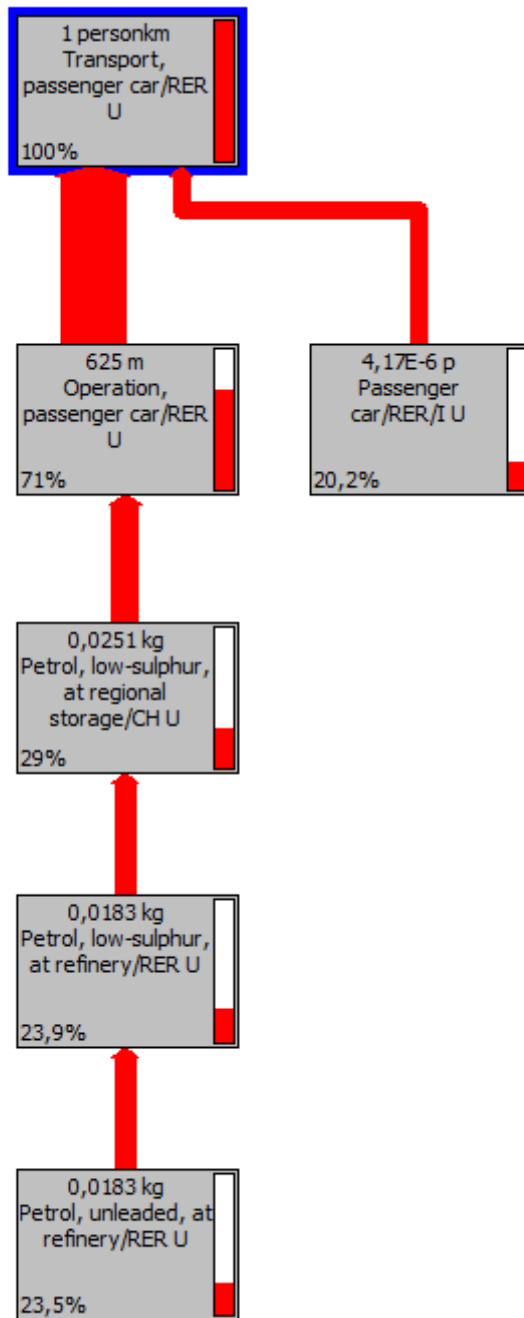 1 personkm
Transport,
passenger car/RER
U
100%
625 m
Operation,
passenger car/RER
U
71%
4,17E-6 p
Passenger
car/RER/I U
20,2%
0,0251 kg
Petrol, low-sulphur,
at regional
storage/CH U
29%
0,0183 kg
Petrol, low-sulphur,
at refinery/RER U
23,9%
0,0183 kg
Petrol, unleaded, at
refinery/RER U
23,5%